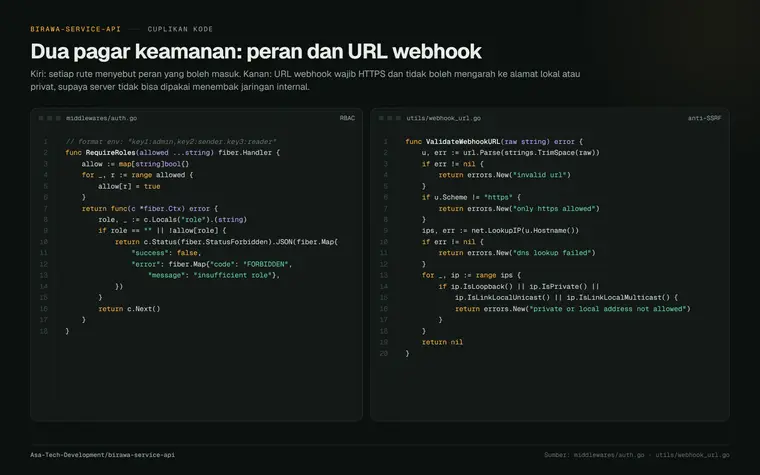 BIRAWA-SERVICE-API — CUPLIKAN KODE
Dua pagar keamanan: peran dan URL webhook
Kiri: setiap rute menyebut peran yang boleh masuk. Kanan: URL webhook wajib HTTPS dan tidak boleh mengarah ke alamat lokal atau
privat, supaya server tidak bisa dipakai menembak jaringan internal.
middlewares/auth.go RBAC
1 // format env: "key1:admin,key2:sender,key3:reader"
2 func RequireRoles(allowed ...string) fiber.Handler {
3 allow := map[string]bool{}
4 for _, r := range allowed {
5 allow[r] = true
6 }
7 return func(c *fiber.Ctx) error {
8 role, _ := c.Locals("role").(string)
9 if role == "" || !allow[role] {
10 return c.Status(fiber.StatusForbidden).JSON(fiber.Map{
11 "success": false,
12 "error": fiber.Map{"code": "FORBIDDEN",
13 "message": "insufficient role"},
14 })
15 }
16 return c.Next()
17 }
18 }
utils/webhook_url.go anti-SSRF
1 func ValidateWebhookURL(raw string) error {
2 u, err := url.Parse(strings.TrimSpace(raw))
3 if err != nil {
4 return errors.New("invalid url")
5 }
6 if u.Scheme != "https" {
7 return errors.New("only https allowed")
8 }
9 ips, err := net.LookupIP(u.Hostname())
10 if err != nil {
11 return errors.New("dns lookup failed")
12 }
13 for _, ip := range ips {
14 if ip.IsLoopback() || ip.IsPrivate() ||
15 ip.IsLinkLocalUnicast() || ip.IsLinkLocalMulticast() {
16 return errors.New("private or local address not allowed")
17 }
18 }
19 return nil
20 }
Asa-Tech-Development/birawa-service-api
Sumber: middlewares/auth.go · utils/webhook_url.go